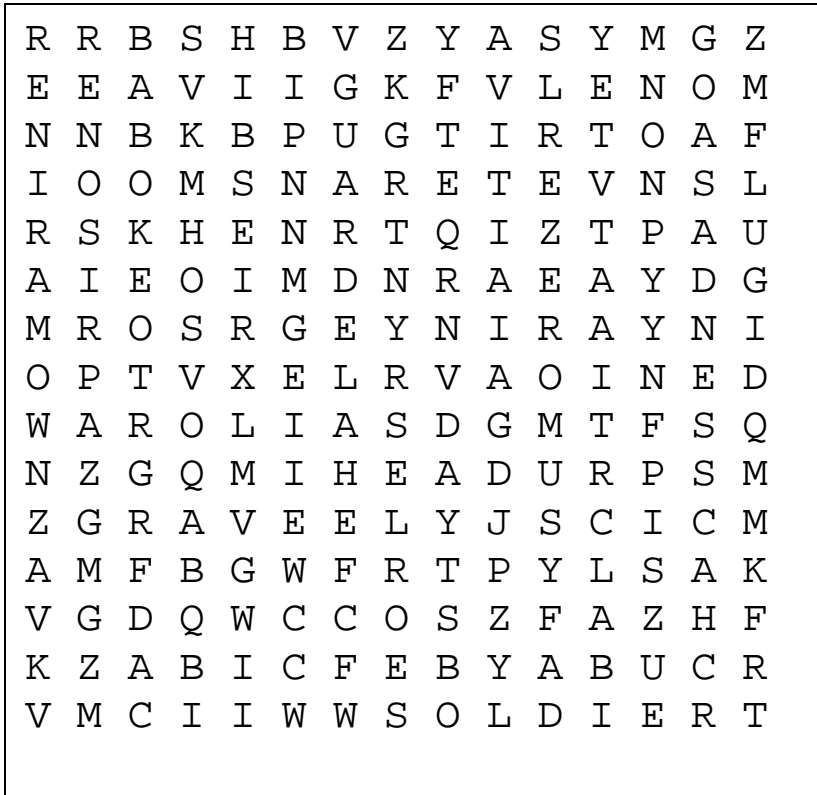 R R B S H B V Z Y A S Y M G Z
E E A V I I G K F V L E N O M
N N B K B P U G T I R T O A F
I O O M S N A R E T E V N S L
R S K H E N R T Q I Z T P A U
A I E O I M D N R A E A Y D G
M R O S R G E Y N I R A Y N I
O P T V X E L R V A O I N E D
W A R O L I A S D G M T F S Q
N Z G Q M I H E A D U R P S M
Z G R A V E E L Y J S C I C M
A M F B G W F R T P Y L S A K
V G D Q W C C O S Z F A Z H F
K Z A B I C F E B Y A B U C R
V M C I I W W S O L D I E R T